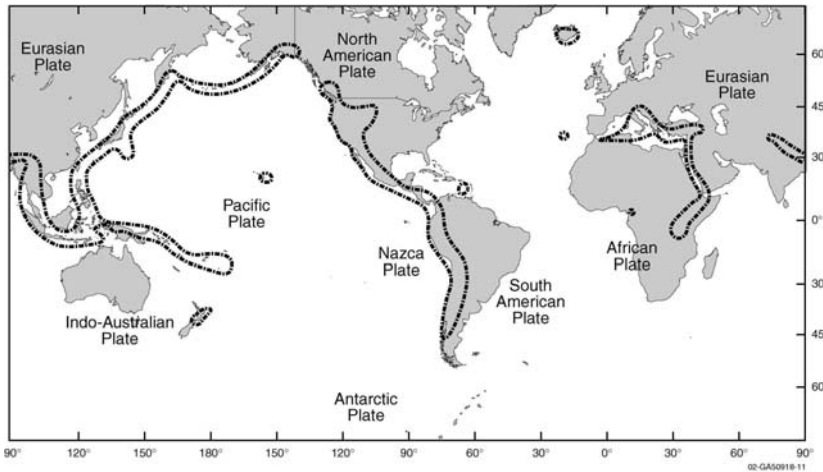 Eurasian
Plate
North
American
Plate
Eurasian
Plate
Pacific
Plate
Nazca
Plate
South
American
Plate
African
Plate
Indo-Australian
Plate
Antarctic
Plate
60
45
30
0°
30
45
60
90°
120°
150°
180°
150°
120°
90°
60°
30°
0°
30°
60°
90°
02-GA50918-11